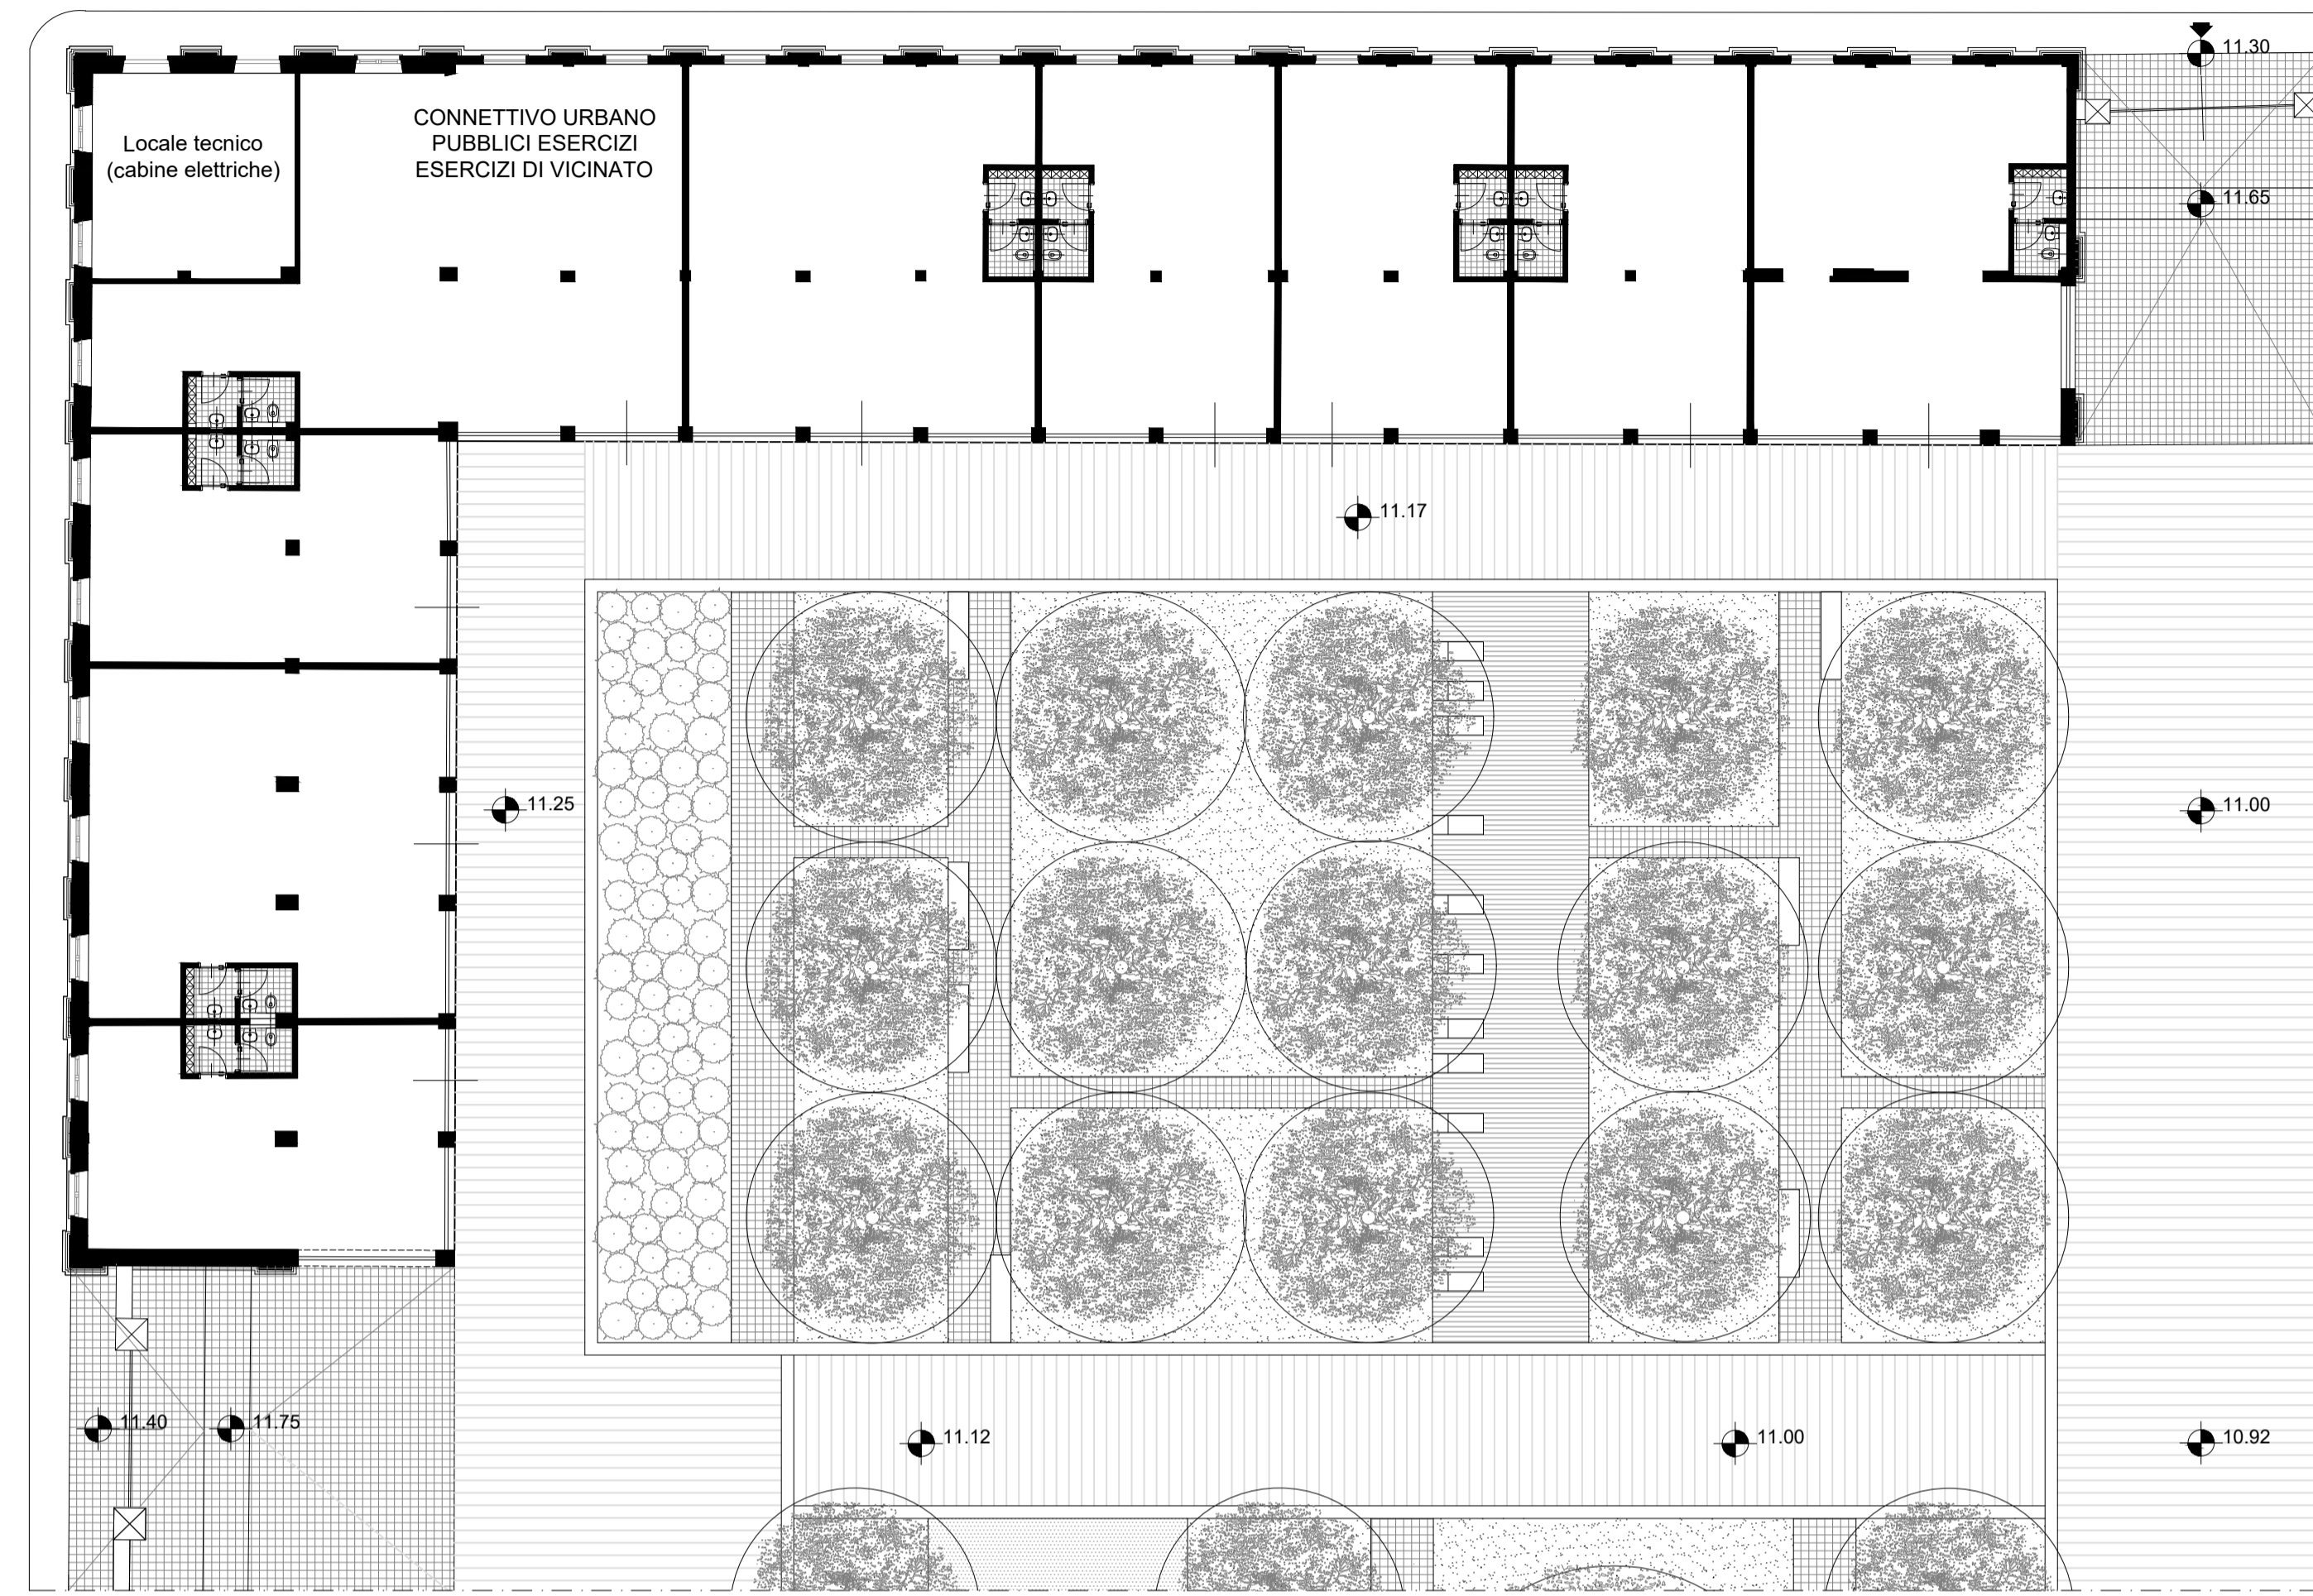 11.30
CONNETTIVO URBANO
PUBBLICI ESERCIZI
ESERCIZI DI VICINATO
Locale tecnico
(cabine elettriche)
11.65
11.17
11.25
11.00
11.40
11.75
11.12
11.00
10.92